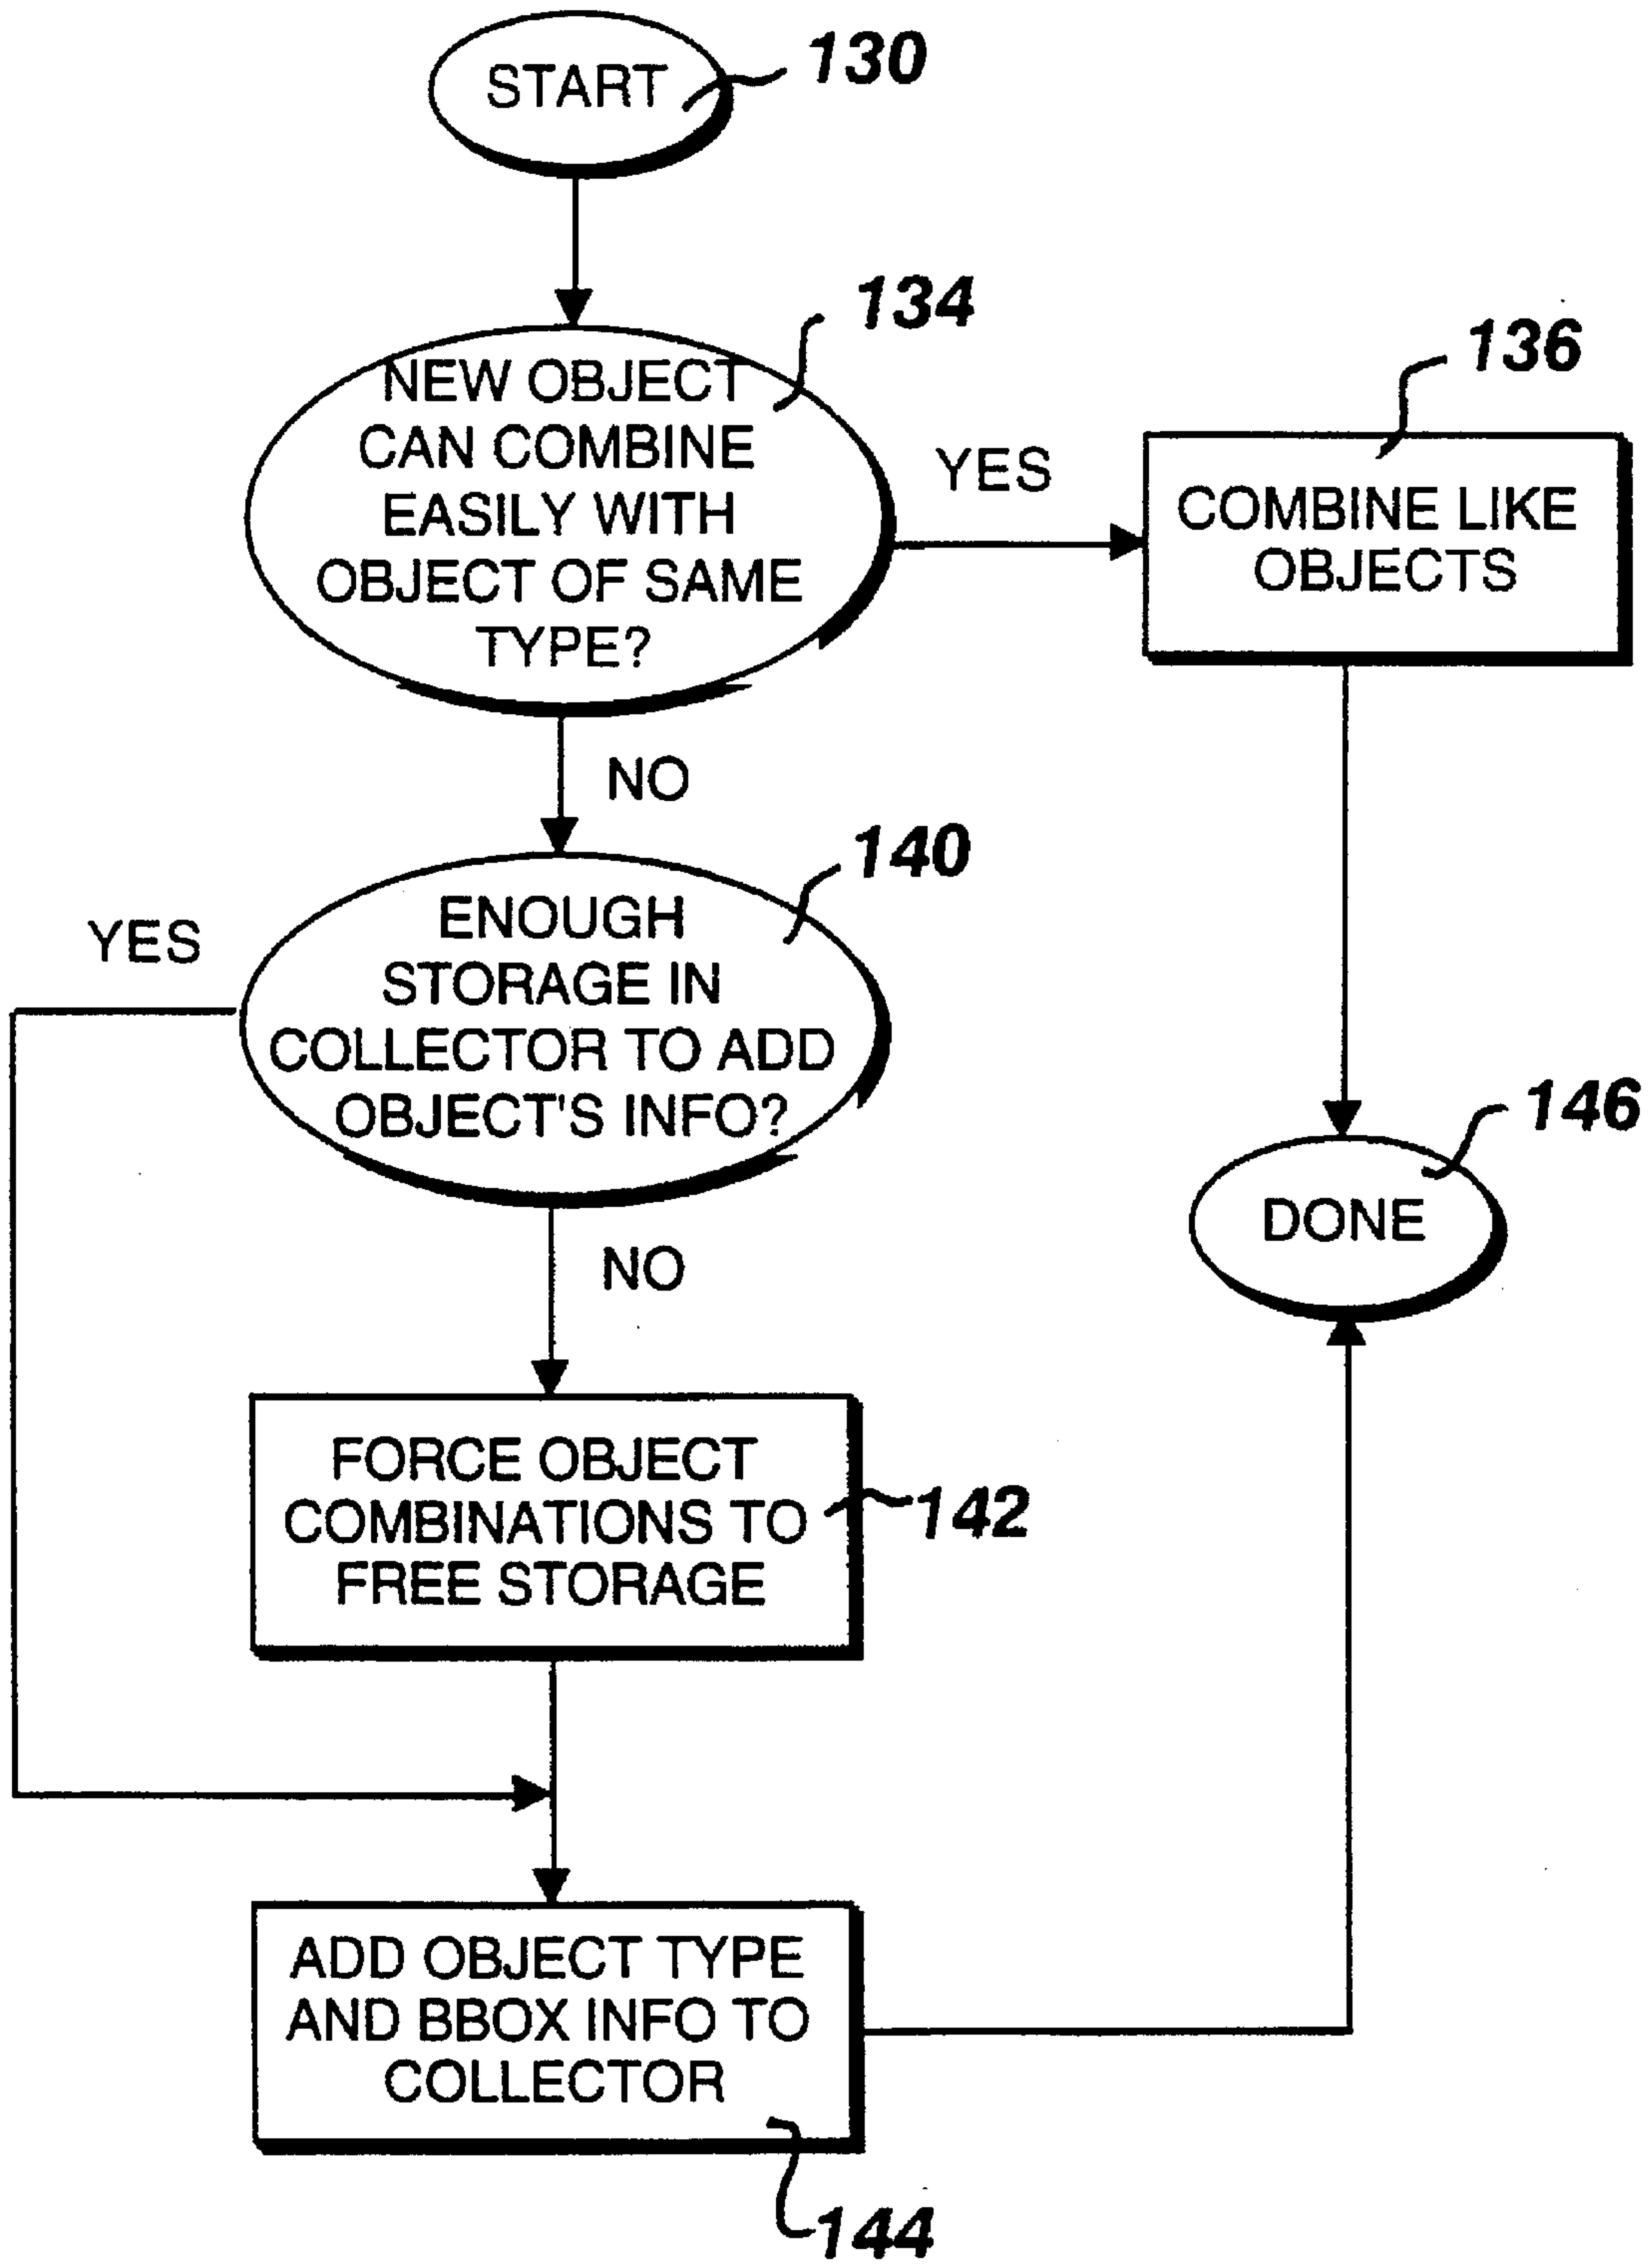 START
130
134
NEW OBJECT
CAN COMBINE
EASILY WITH
OBJECT OF SAME
TYPE?
YES
136
COMBINE LIKE
OBJECTS
NO
140
YES
ENOUGH
STORAGE IN
COLLECTOR TO ADD
OBJECT'S INFO?
146
DONE
NO
FORCE OBJECT
COMBINATIONS TO
FREE STORAGE
142
ADD OBJECT TYPE
AND BBOX INFO TO
COLLECTOR
144